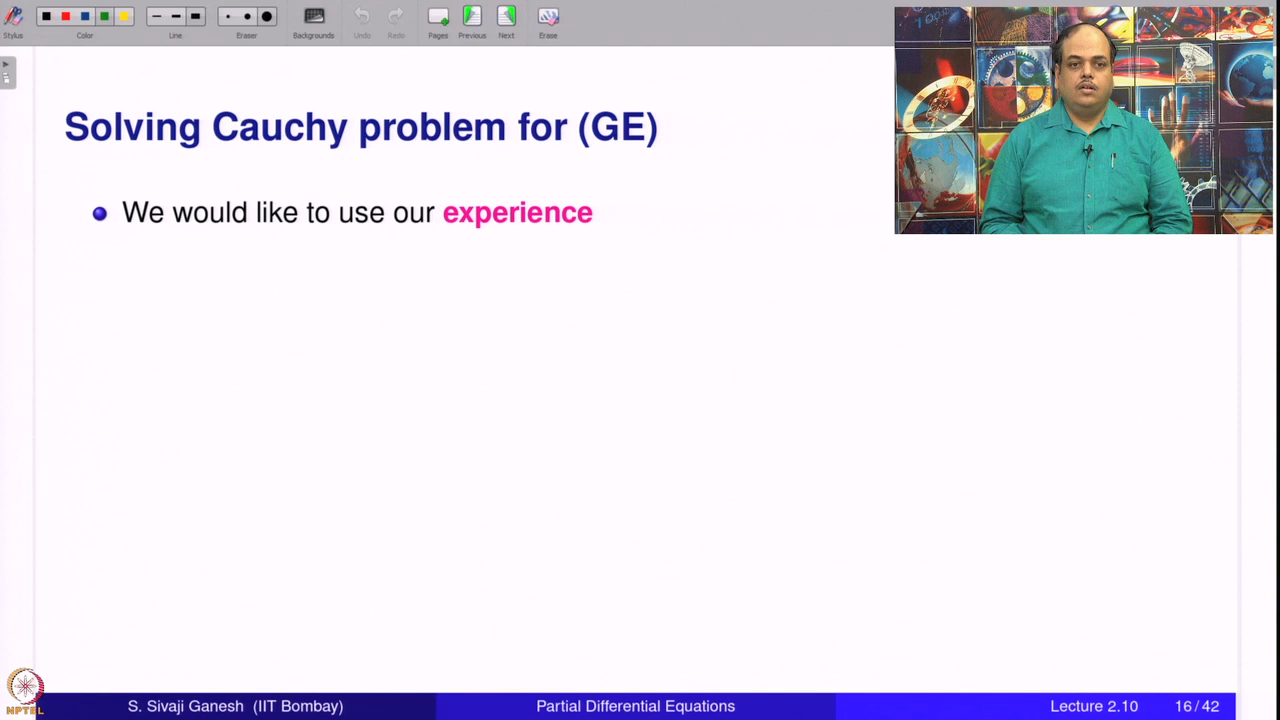 Stylus
Color
Line
Eraser
Backgrounds
Undo
Redo
Pages
Previous
Next
Erase
Solving Cauchy problem for (GE)
We would like to use our experience
NPTEL
S. Sivaji Ganesh (IIT Bombay)
Partial Differential Equations
Lecture 2.10
16 / 42